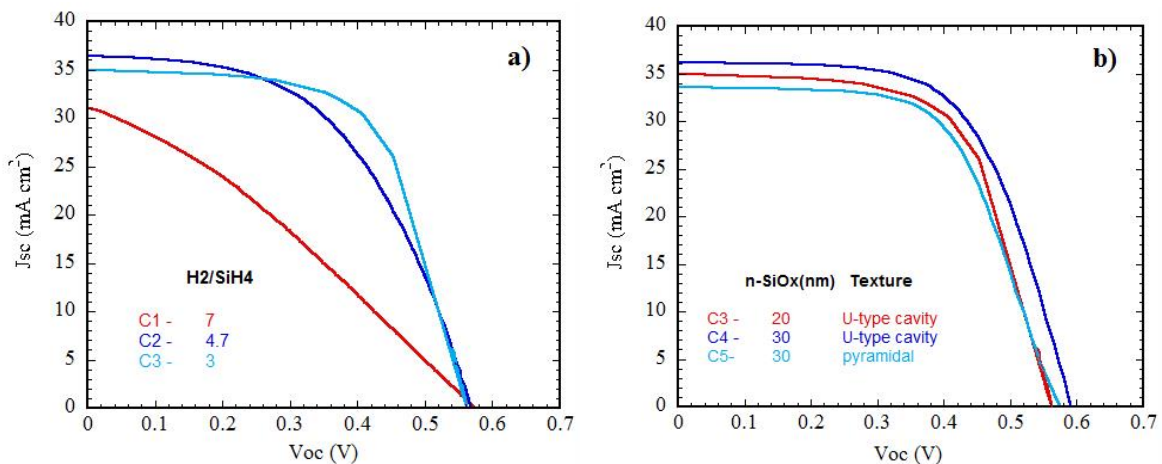 a)
40
35
30
25
20
15
10
5
0
Jsc (mA cm²)
H2/SiH4
C1 - 7
C2 - 4.7
C3 - 3
0 0.1 0.2 0.3 0.4 0.5 0.6 0.7
Voc (V)
b)
40
35
30
25
20
15
10
5
0
Jsc (mA cm²)
n-SiOx(nm) Texture
C3 - 20 U-type cavity
C4 - 30 U-type cavity
C5- 30 pyramidal
0 0.1 0.2 0.3 0.4 0.5 0.6 0.7
Voc (V)